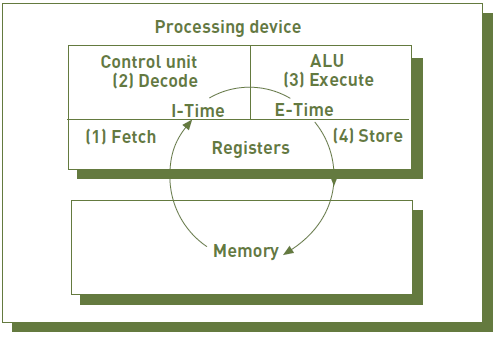 Processing device
Control unit
(2) Decode
ALU
(3) Execute
I-Time
E-Time
(1) Fetch
Registers
(4) Store
Memory